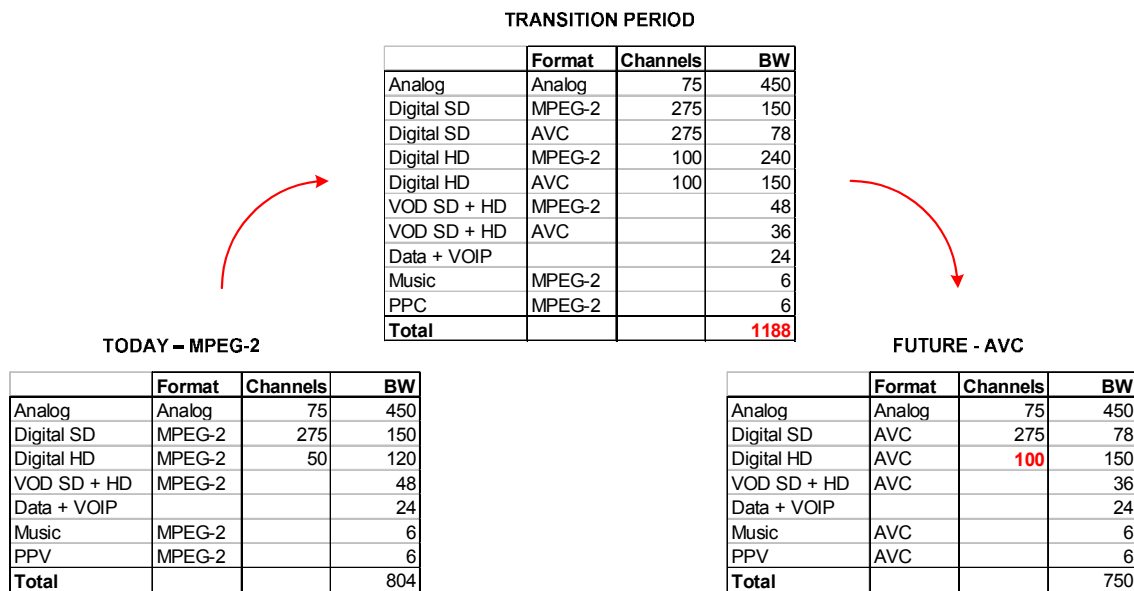 TRANSITION PERIOD
Format Channels BW
Analog Analog 75 450
Digital SD MPEG-2 275 150
Digital SD AVC 275 78
Digital HD MPEG-2 100 240
Digital HD AVC 100 150
VOD SD + HD MPEG-2 48
VOD SD + HD AVC 36
Data + VOIP 24
Music MPEG-2 6
PPC MPEG-2 6
Total 1188
TODAY – MPEG-2
Format Channels BW
Analog Analog 75 450
Digital SD MPEG-2 275 150
Digital HD MPEG-2 50 120
VOD SD + HD MPEG-2 48
Data + VOIP 24
Music MPEG-2 6
PPV MPEG-2 6
Total 804
FUTURE - AVC
Format Channels BW
Analog Analog 75 450
Digital SD AVC 275 78
Digital HD AVC 100 150
VOD SD + HD AVC 36
Data + VOIP 24
Music AVC 6
PPV AVC 6
Total 750